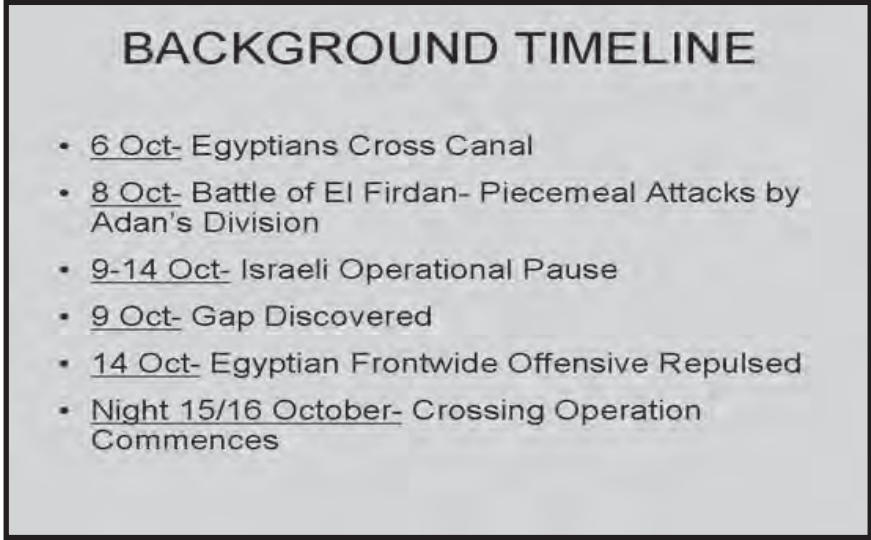 BACKGROUND TIMELINE
• 6 Oct- Egyptians Cross Canal
• 8 Oct- Battle of El Firdan- Piecemeal Attacks by
Adan's Division
• 9-14 Oct- Israeli Operational Pause
• 9 Oct- Gap Discovered
• 14 Oct- Egyptian Frontwide Offensive Repulsed
• Night 15/16 October- Crossing Operation
Commences